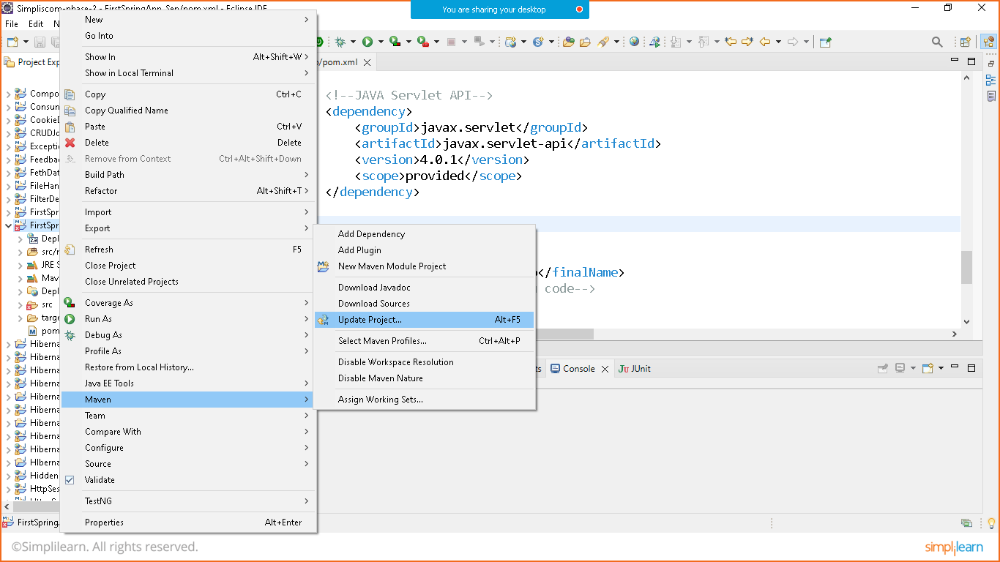 Simpliscom-phase-2 - FirstSpringApp_Sep/pom.xml - Eclipse IDE
You are sharing your desktop
File Edit N
Project Exp
/pom.xml
Compo
Consun
CookieD
CRUDJo
Exceptio
Feedbac
FethDat
FileHan
FilterDe
FirstSpr
FirstSpr
Depl
src/r
JRE S
Mav
Depl
src
targe
pom
Hiberna
Hiberna
Hiberna
Hiberna
Hiberna
Hiberna
Hiberna
Hiberna
Hiberna
HIberna
Hidden
HttpSes
FirstSpring
New
Go Into
Show In Alt+Shift+W
Show in Local Terminal
Copy Ctrl+C
Copy Qualified Name
Paste Ctrl+V
Delete Delete
Remove from Context Ctrl+Alt+Shift+Down
Build Path
Refactor Alt+Shift+T
Import
Export
Refresh F5
Close Project
Close Unrelated Projects
Coverage As
Run As
Debug As
Profile As
Restore from Local History...
Java EE Tools
Maven
Team
Compare With
Configure
Source
Validate
TestNG
Properties Alt+Enter
Add Dependency
Add Plugin
New Maven Module Project
Download Javadoc
Download Sources
Update Project... Alt+F5
Select Maven Profiles... Ctrl+Alt+P
Disable Workspace Resolution
Disable Maven Nature
Assign Working Sets...
<!--JAVA Servlet API-->
<dependency>
<groupId>javax.servlet</groupId>
<artifactId>javax.servlet-api</artifactId>
<version>4.0.1</version>
<scope>provided</scope>
</dependency>
</finalName>
code-->
ts Console JUnit
©Simplilearn. All rights reserved.
simplilearn